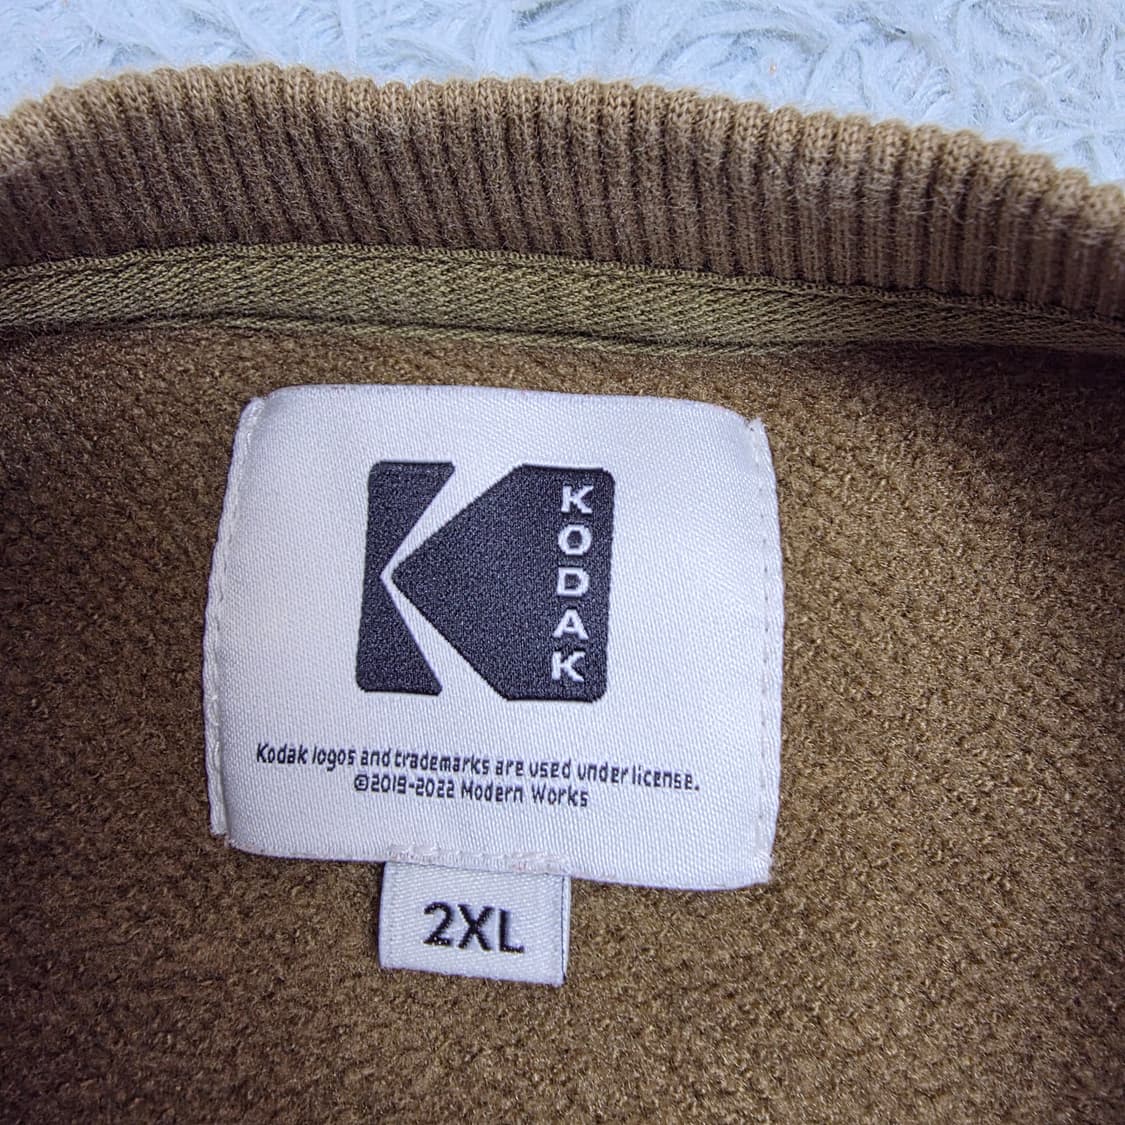 KODAK
Kodak logos and trademarks are used under license.
©2019-2022 Modern Works
2XL